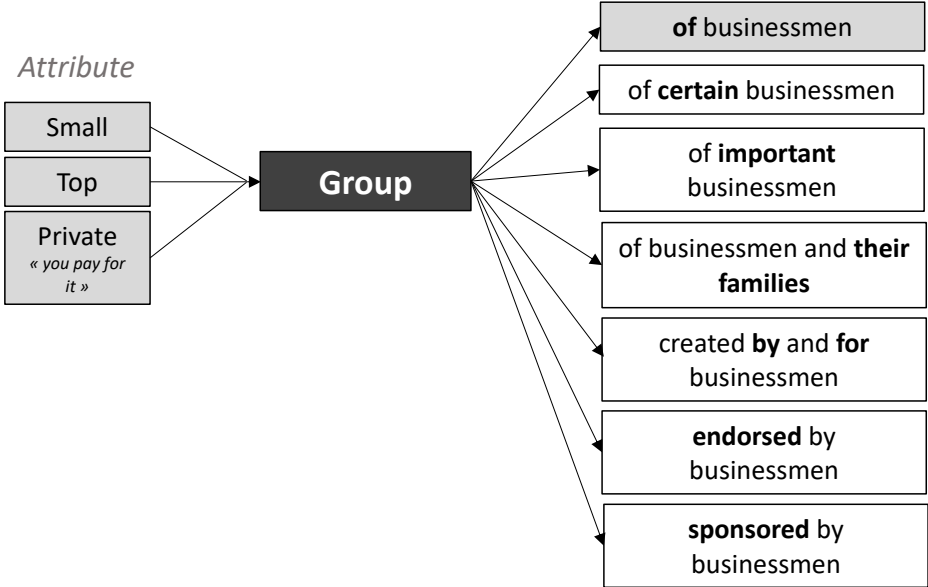 Attribute
Small
Top
Private
« you pay for
it »
Group
of businessmen
of certain businessmen
of important
businessmen
of businessmen and their
families
created by and for
businessmen
endorsed by
businessmen
sponsored by
businessmen